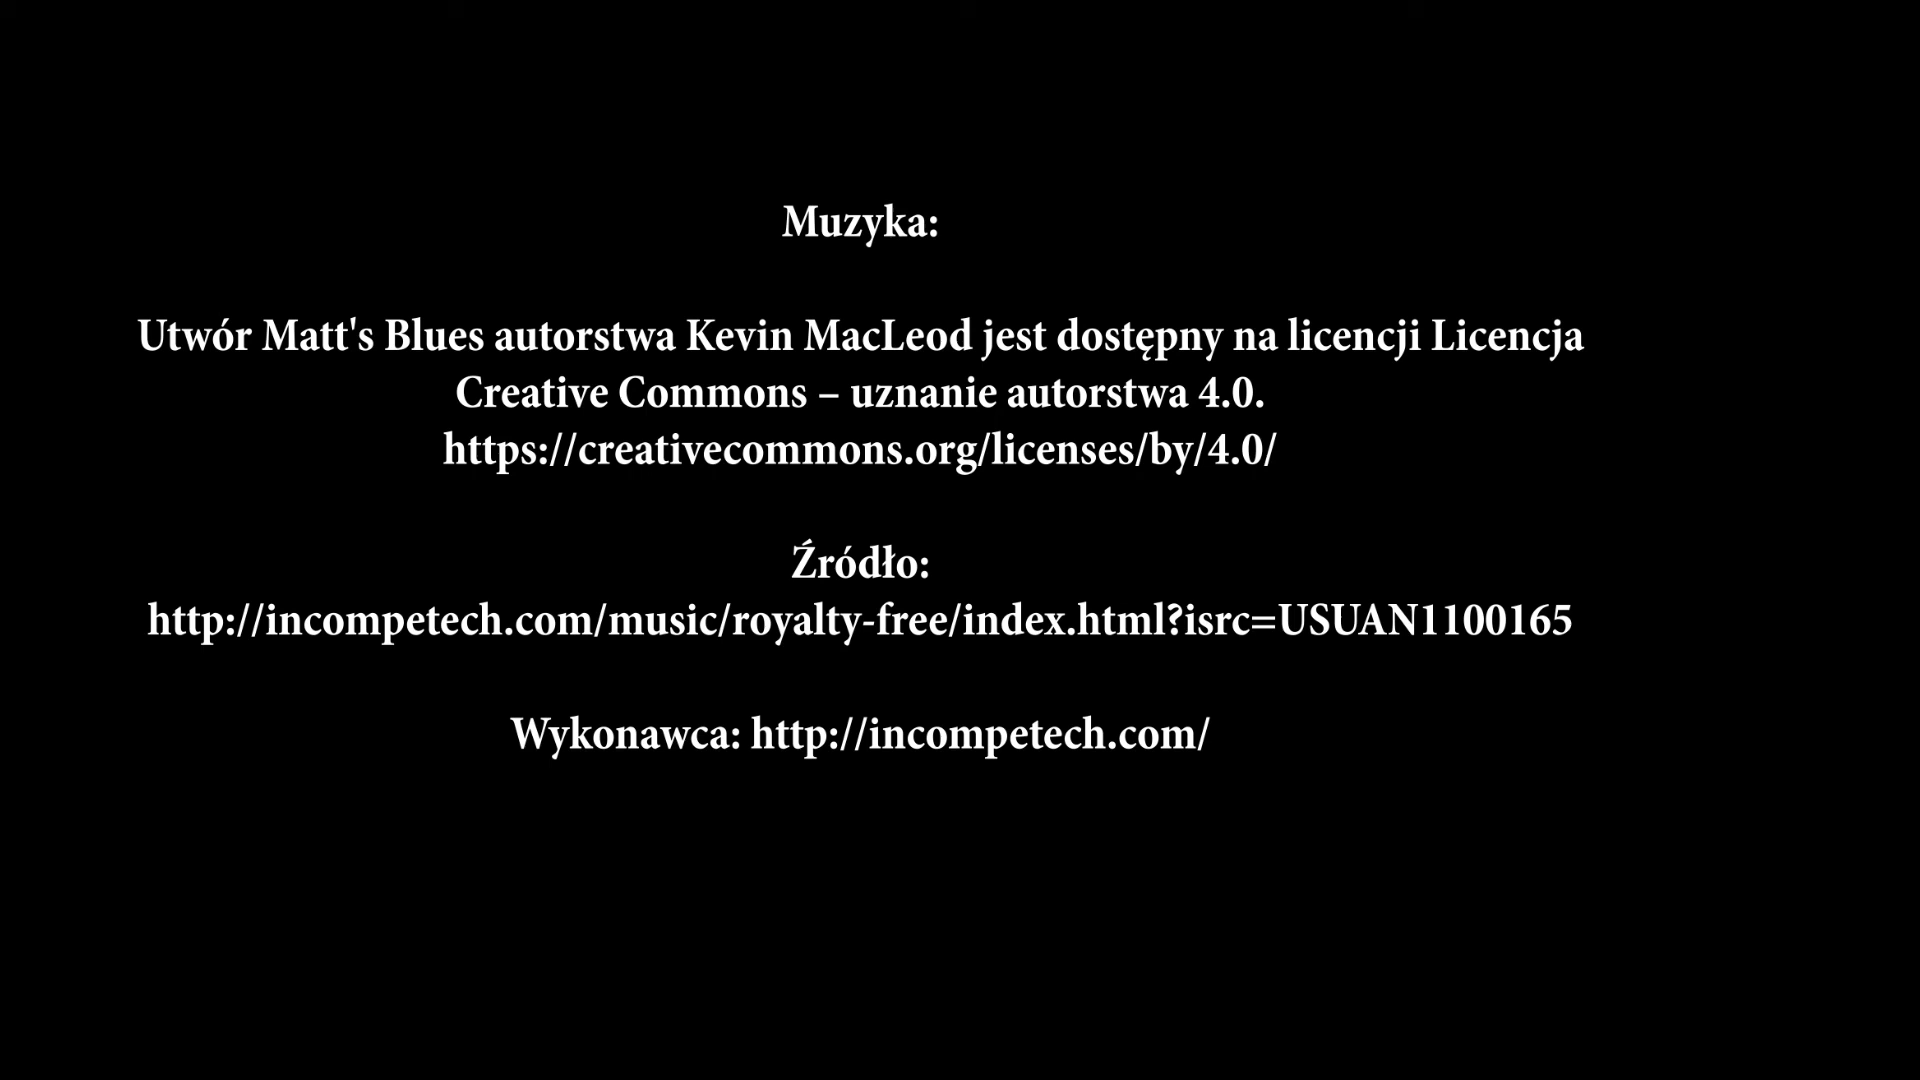 Muzyka:
Utwór Matt's Blues autorstwa Kevin MacLeod jest dostępny na licencji Licencja
Creative Commons – uznanie autorstwa 4.0.
https://creativecommons.org/licenses/by/4.0/
Źródło:
http://incompetech.com/music/royalty-free/index.html?isrc=USUAN1100165
Wykonawca: http://incompetech.com/